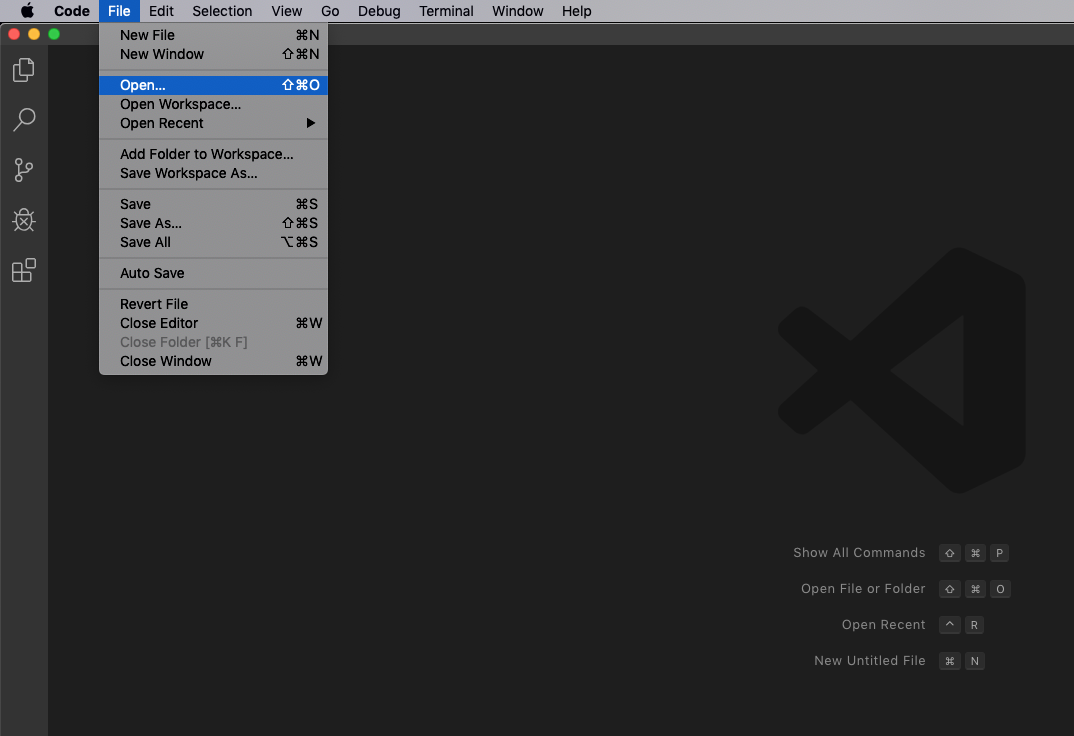 Code File Edit Selection View Go Debug Terminal Window Help
New File ⌘N
New Window ⇧⌘N
Open... ⇧⌘O
Open Workspace...
Open Recent ▶
Add Folder to Workspace...
Save Workspace As...
Save ⌘S
Save As... ⇧⌘S
Save All ⌥⌘S
Auto Save
Revert File
Close Editor ⌘W
Close Folder [⌘K F]
Close Window ⌘W
Show All Commands ⇧ ⌘ P
Open File or Folder ⇧ ⌘ O
Open Recent ^ R
New Untitled File ⌘ N